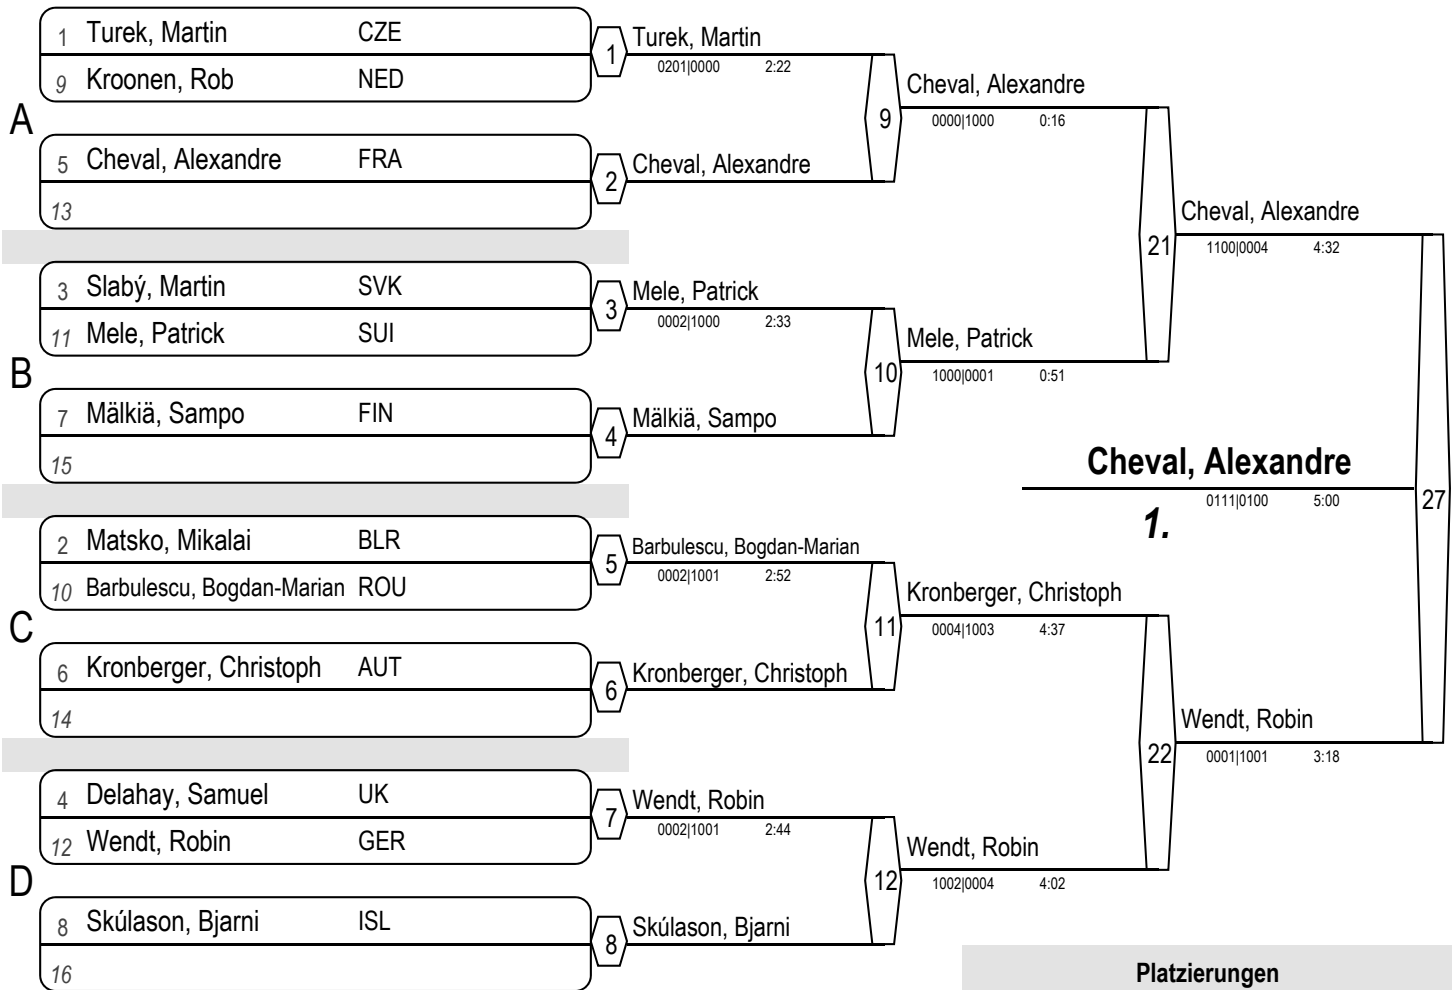 1 Turek, Martin CZE
9 Kroonen, Rob NED
A
5 Cheval, Alexandre FRA
13
3 Slabý, Martin SVK
11 Mele, Patrick SUI
B
7 Mälkiä, Sampo FIN
15
2 Matsko, Mikalai BLR
10 Barbulescu, Bogdan-Marian ROU
C
6 Kronberger, Christoph AUT
14
4 Delahay, Samuel UK
12 Wendt, Robin GER
D
8 Skúlason, Bjarni ISL
16
1 Turek, Martin
0201|0000 2:22
2 Cheval, Alexandre
3 Mele, Patrick
0002|1000 2:33
4 Mälkiä, Sampo
5 Barbulescu, Bogdan-Marian
0002|1001 2:52
6 Kronberger, Christoph
7 Wendt, Robin
0002|1001 2:44
8 Skúlason, Bjarni
9 Cheval, Alexandre
0000|1000 0:16
10 Mele, Patrick
1000|0001 0:51
11 Kronberger, Christoph
0004|1003 4:37
12 Wendt, Robin
1002|0004 4:02
21 Cheval, Alexandre
1100|0004 4:32
22 Wendt, Robin
0001|1001 3:18
27 Cheval, Alexandre
0111|0100 5:00
1.
Platzierungen